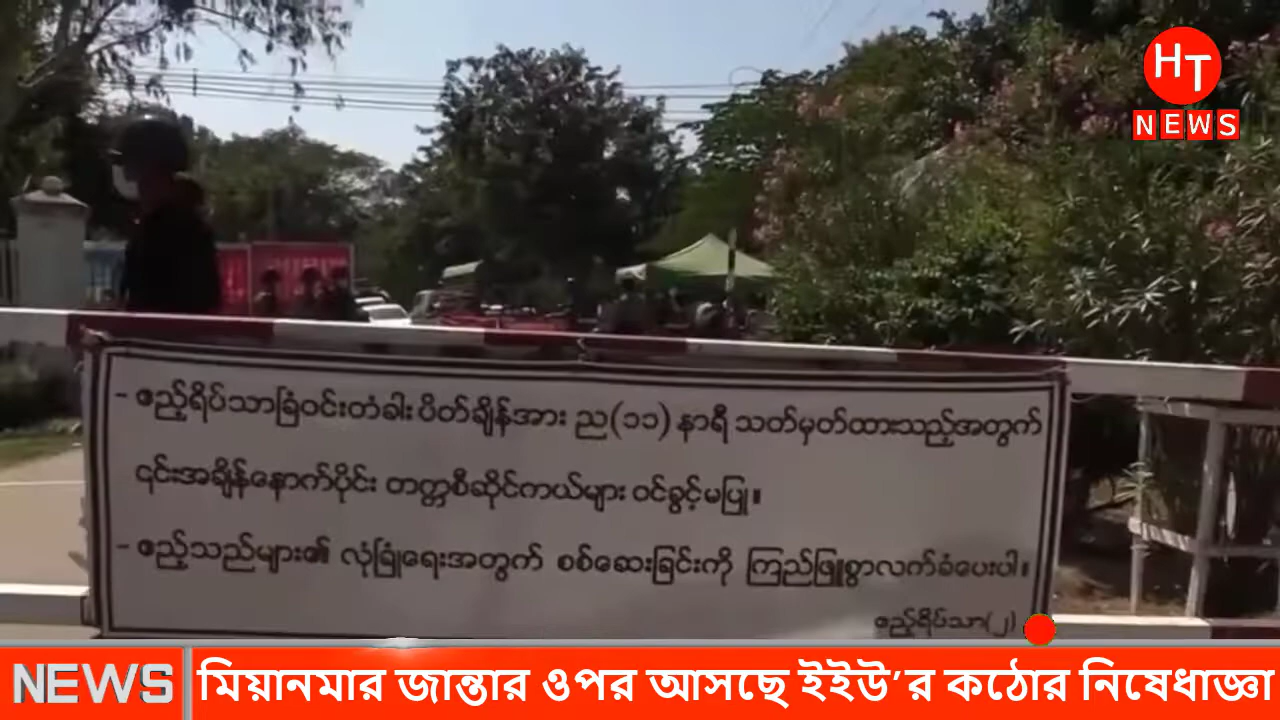 HT
NEWS
- ဧည့်ရိပ်သာခြံဝင်းတံခါး ပိတ်ချိန်အား ည(၁၁) နာရီ သတ်မှတ်ထားသည့်အတွက်
၎င်းအချိန်နောက်ပိုင်း တက္ကစီဆိုင်ကယ်များ ဝင်ခွင့်မပြု။
- ဧည့်သည်များ၏ လုံခြုံရေးအတွက် စစ်ဆေးခြင်းကို ကြည်ဖြူစွာလက်ခံပေးပါ။
ဧည့်ရိပ်သာ(၂)
NEWS মিয়ানমার জান্তার ওপর আসছে ইইউ’র কঠোর নিষেধাজ্ঞা